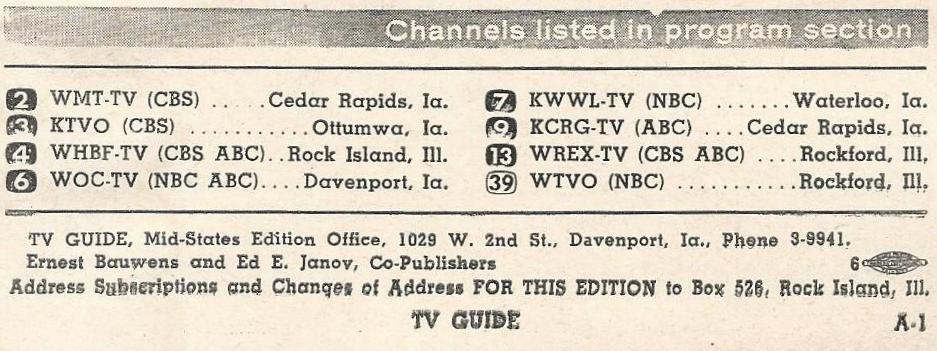 Channels listed in program section
2 WMT-TV (CBS) .....Cedar Rapids, Ia.
3 KTVO (CBS) ...........Ottumwa, Ia.
4 WHBF-TV (CBS ABC)..Rock Island, Ill.
6 WOC-TV (NBC ABC)....Davenport, Ia.
7 KWWL-TV (NBC) .......Waterloo, Ia.
9 KCRG-TV (ABC) ....Cedar Rapids, Ia.
13 WREX-TV (CBS ABC) ....Rockford, Ill.
39 WTVO (NBC) ...........Rockford, Ill.
TV GUIDE, Mid-States Edition Office, 1029 W. 2nd St., Davenport, Ia., Phone 3-9941.
Ernest Bauwens and Ed E. Janov, Co-Publishers
6
Address Subscriptions and Changes of Address FOR THIS EDITION to Box 526, Rock Island, Ill.
TV GUIDE
A-1